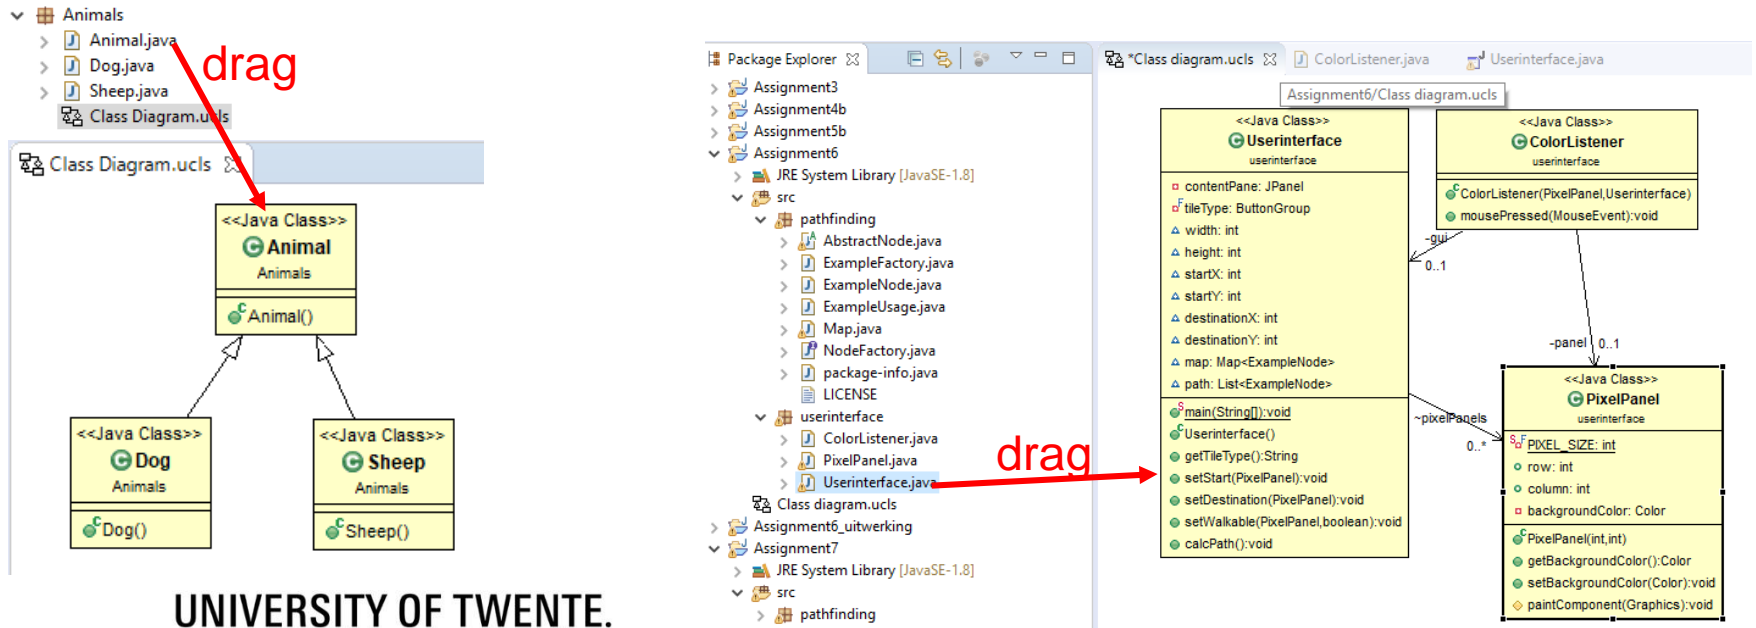 Animals
Animal.java
Dog.java
Sheep.java
Class Diagram.ucls
drag
Class Diagram.ucls
<<Java Class>>
Animal
Animals
Animal()
<<Java Class>>
Dog
Animals
Dog()
<<Java Class>>
Sheep
Animals
Sheep()
UNIVERSITY OF TWENTE.
Package Explorer
Assignment3
Assignment4b
Assignment5b
Assignment6
JRE System Library [JavaSE-1.8]
src
pathfinding
AbstractNode.java
ExampleFactory.java
ExampleNode.java
ExampleUsage.java
Map.java
NodeFactory.java
package-info.java
LICENSE
userinterface
ColorListener.java
PixelPanel.java
Userinterface.java
Class diagram.ucls
Assignment6_uitwerking
Assignment7
JRE System Library [JavaSE-1.8]
src
pathfinding
drag
*Class diagram.ucls
ColorListener.java
Userinterface.java
Assignment6/Class diagram.ucls
<<Java Class>>
Userinterface
userinterface
contentPane: JPanel
tileType: ButtonGroup
width: int
height: int
startX: int
startY: int
destinationX: int
destinationY: int
map: Map<ExampleNode>
path: List<ExampleNode>
main(String[]):void
Userinterface()
getTileType():String
setStart(PixelPanel):void
setDestination(PixelPanel):void
setWalkable(PixelPanel,boolean):void
calcPath():void
<<Java Class>>
ColorListener
userinterface
ColorListener(PixelPanel,Userinterface)
mousePressed(MouseEvent):void
-gui
0..1
-panel 0..1
~pixelPanels
0..*
<<Java Class>>
PixelPanel
userinterface
PIXEL_SIZE: int
row: int
column: int
backgroundColor: Color
PixelPanel(int,int)
getBackgroundColor():Color
setBackgroundColor(Color):void
paintComponent(Graphics):void